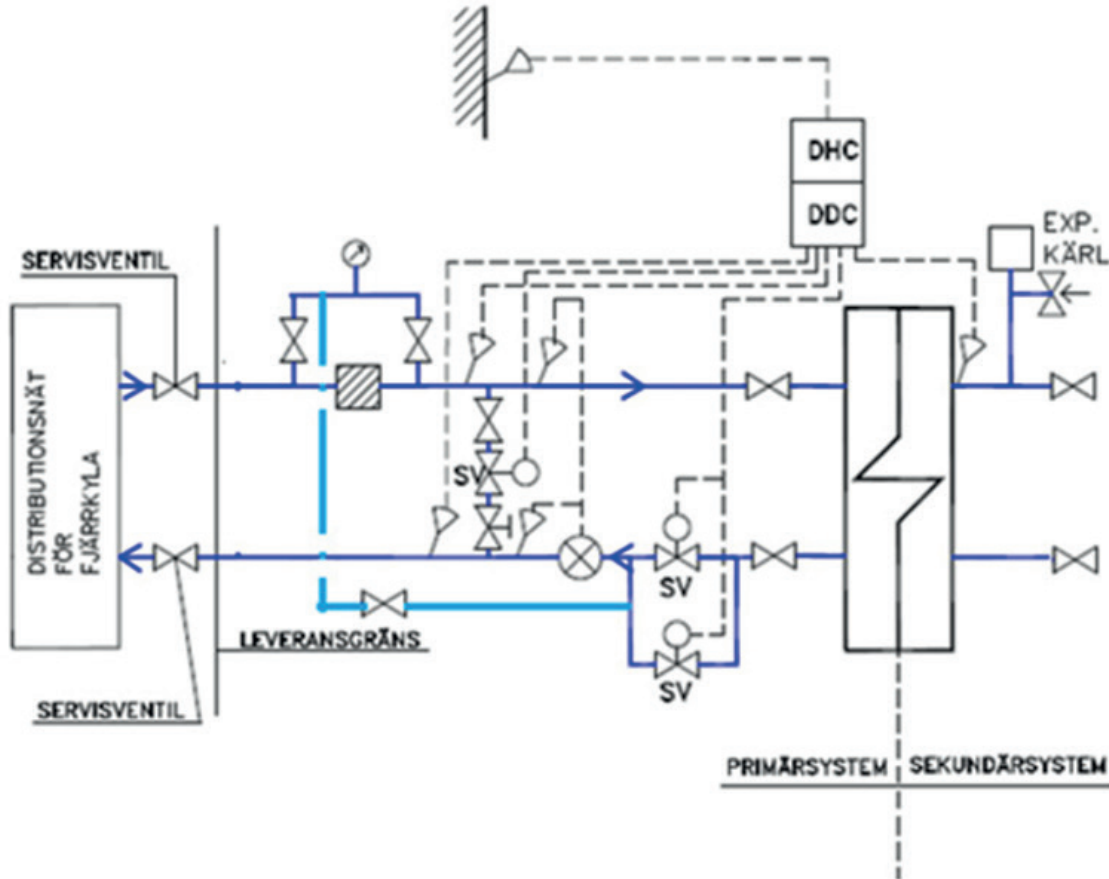 DHC
DDC
EXP.
KÄRL
SERVISVENTIL
DISTRIBUTIONSNÄT
FÖR
FJÄRRKYLA
SV
SV
LEVERANSGRÄNS
SV
SERVISVENTIL
PRIMÄRSYSTEM
SEKUNDÄRSYSTEM